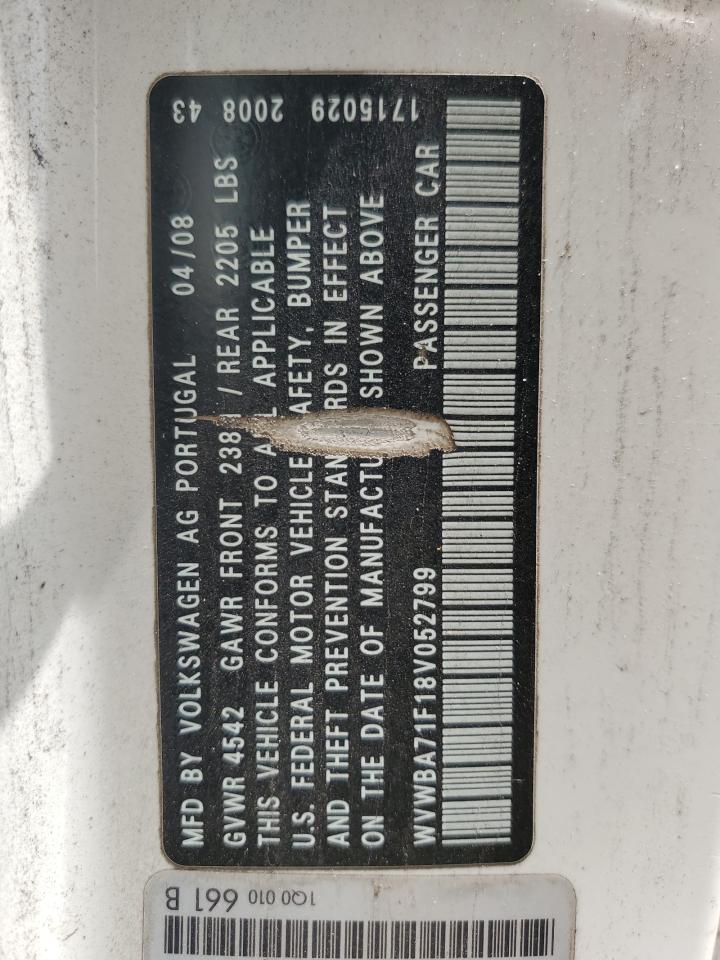 MFD BY VOLKSWAGEN AG PORTUGAL 04/08
GVWR 4542 GAWR FRONT 238 / REAR 2205 LBS
THIS VEHICLE CONFORMS TO A L APPLICABLE
U.S. FEDERAL MOTOR VEHICLE AFETY, BUMPER
AND THEFT PREVENTION STAN RDS IN EFFECT
ON THE DATE OF MANUFACTU SHOWN ABOVE
WVWBA71F18V052799 PASSENGER CAR
1715029 2008 43
1Q0 010 661 B